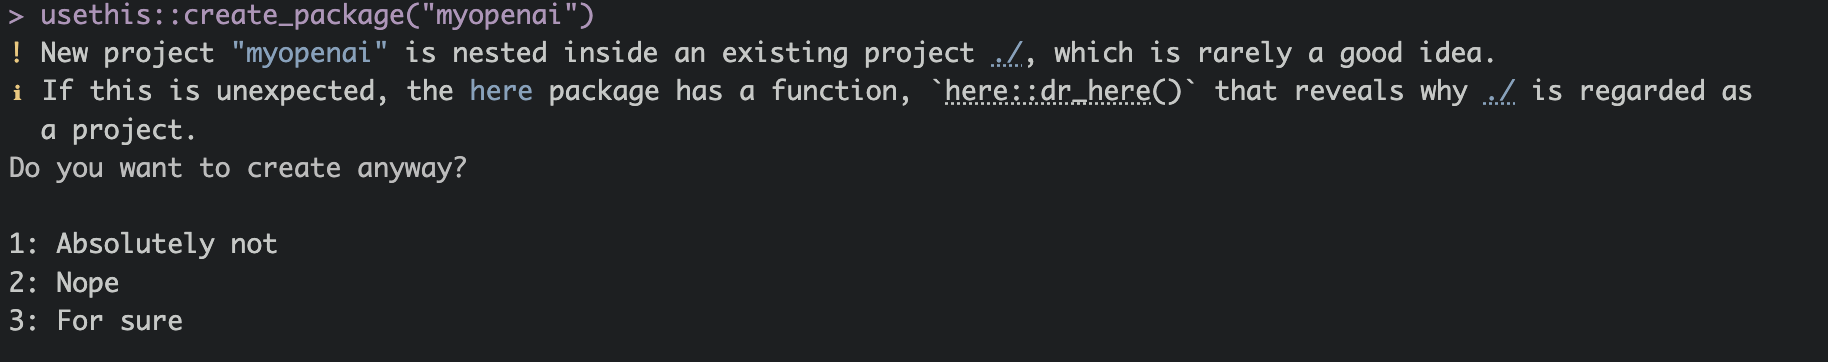 > usethis::create_package("myopenai")
! New project "myopenai" is nested inside an existing project ./, which is rarely a good idea.
ℹ If this is unexpected, the here package has a function, `here::dr_here()` that reveals why ./ is regarded as
a project.
Do you want to create anyway?
1: Absolutely not
2: Nope
3: For sure